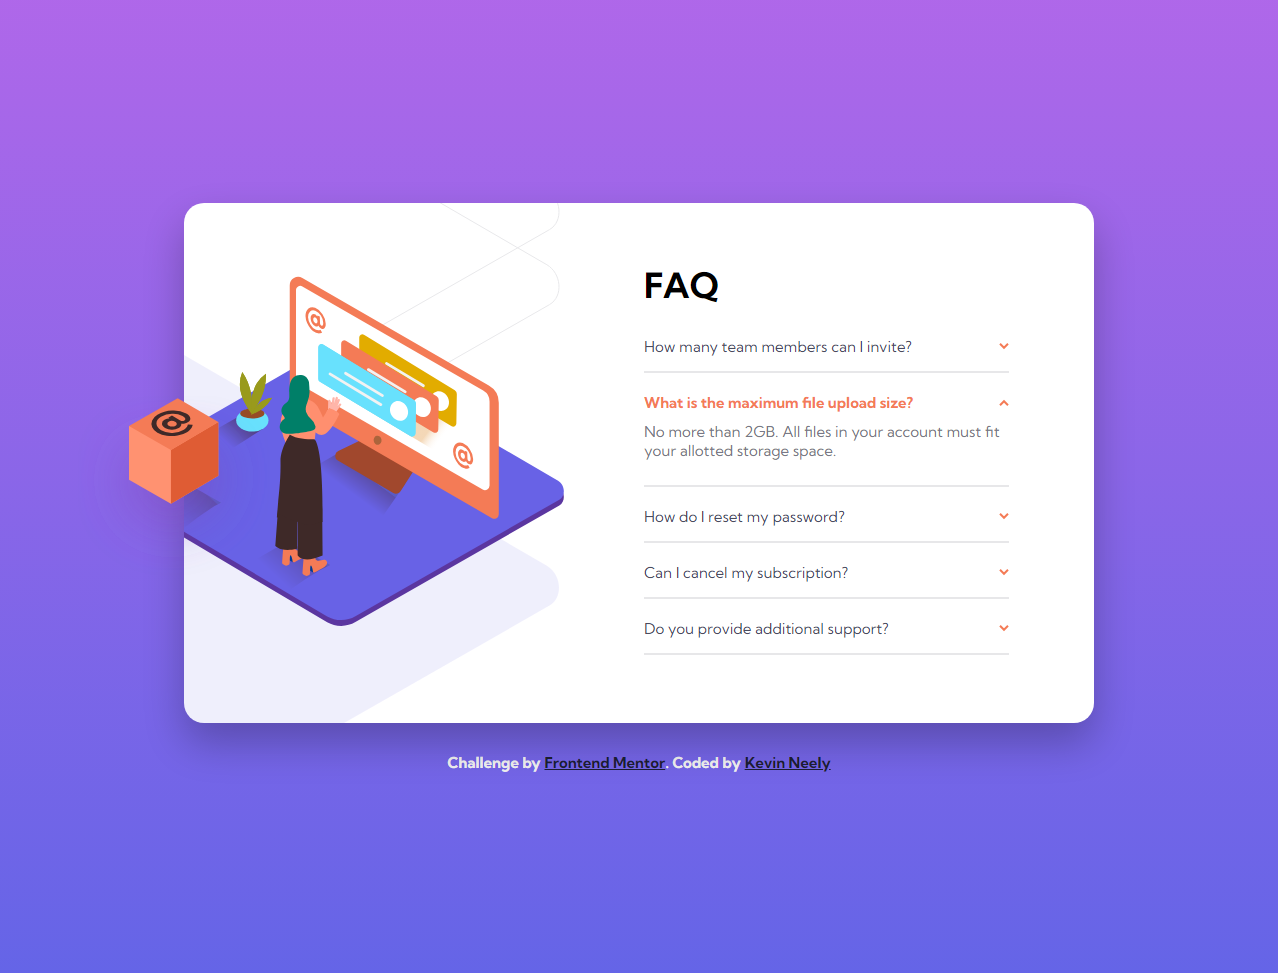 FAQ
How many team members can I invite?
What is the maximum file upload size?
No more than 2GB. All files in your account must fit
your allotted storage space.
How do I reset my password?
Can I cancel my subscription?
Do you provide additional support?
@
@
@
Challenge by Frontend Mentor. Coded by Kevin Neely